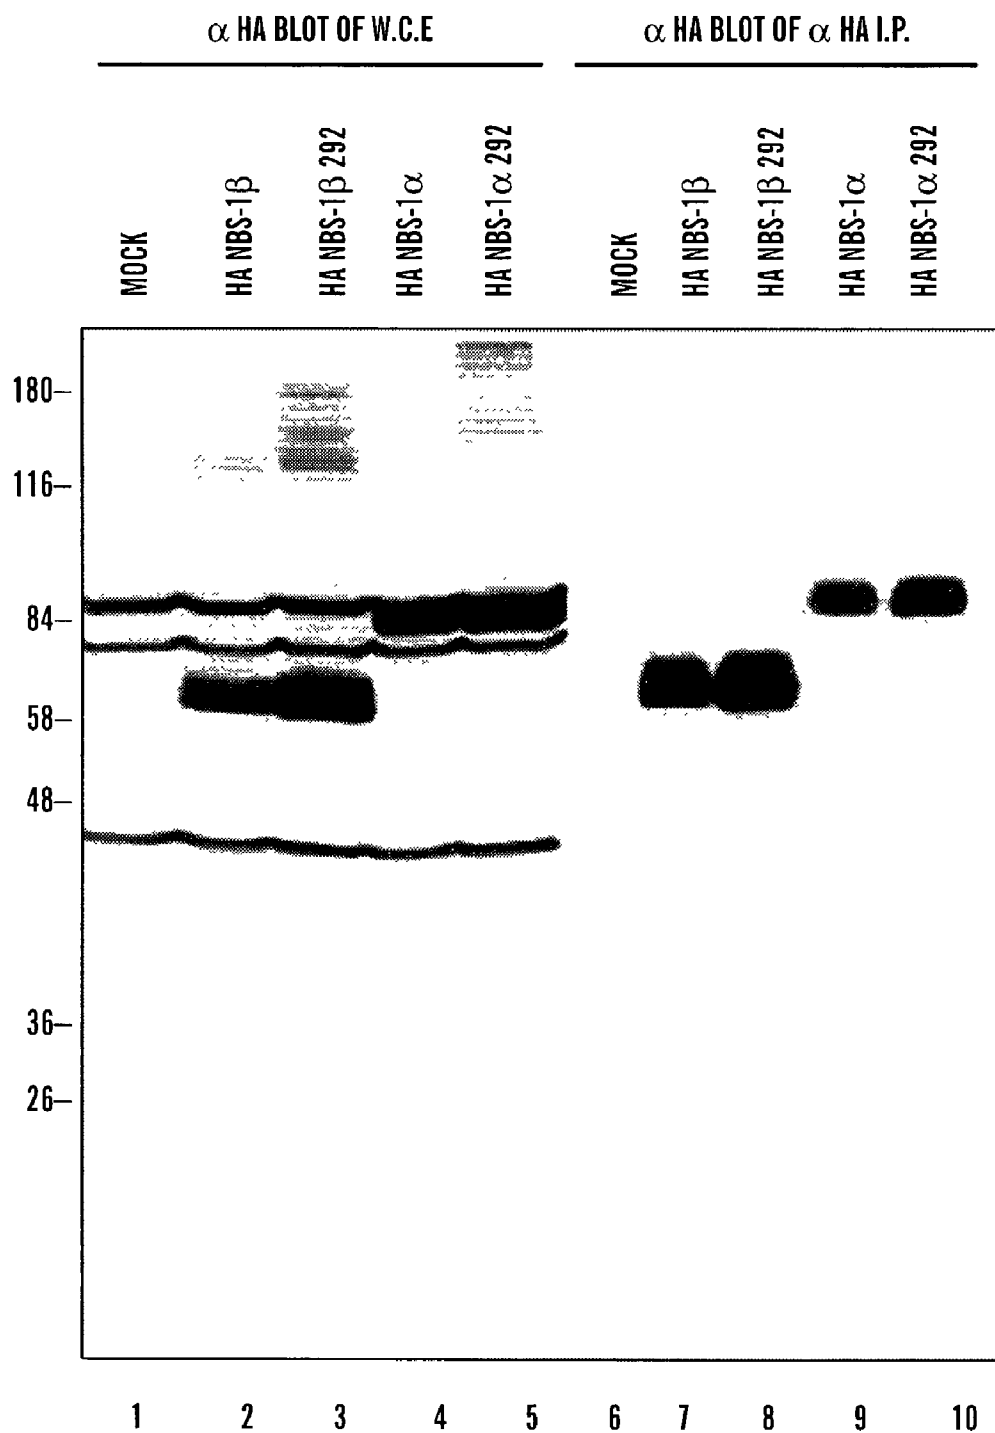 α HA BLOT OF W.C.E
α HA BLOT OF α HA I.P.
MOCK
HA NBS-1β
HA NBS-1β 292
HA NBS-1α
HA NBS-1α 292
MOCK
HA NBS-1β
HA NBS-1β 292
HA NBS-1α
HA NBS-1α 292
180–
116–
84–
58–
48–
36–
26–
1 2 3 4 5 6 7 8 9 10